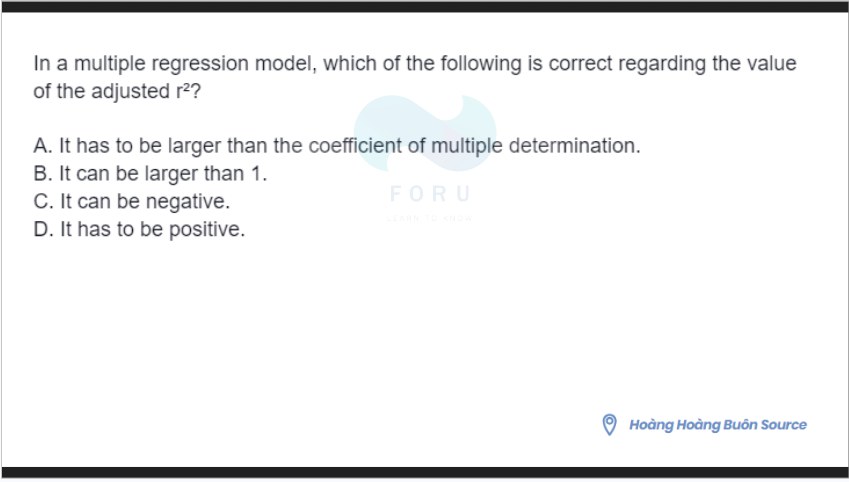 In a multiple regression model, which of the following is correct regarding the value
of the adjusted r²?
A. It has to be larger than the coefficient of multiple determination.
B. It can be larger than 1.
C. It can be negative.
D. It has to be positive.
FORU
Hoàng Hoàng Buôn Source